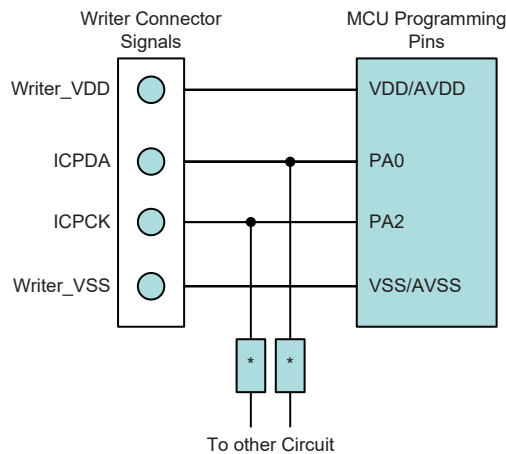 Writer Connector
Signals
MCU Programming
Pins
Writer_VDD
VDD/AVDD
ICPDA
PA0
ICPCK
PA2
Writer_VSS
VSS/AVSS
*
*
To other Circuit